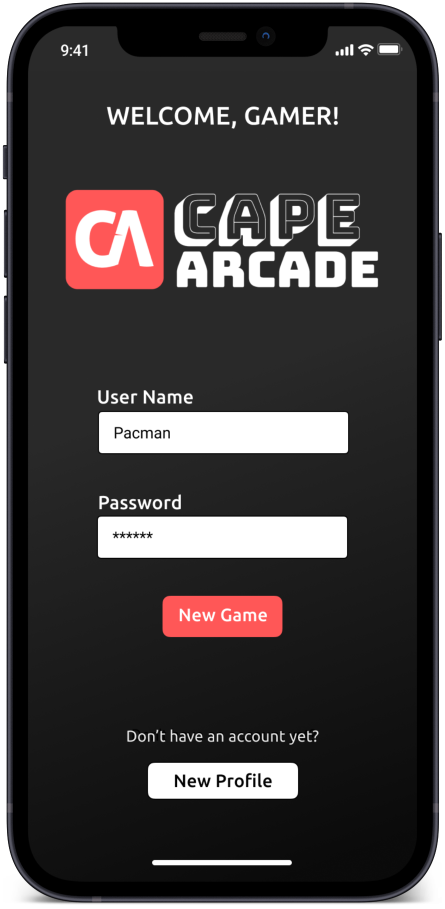 9:41
WELCOME, GAMER!
CA
CAPE
ARCADE
User Name
Pacman
Password
******
New Game
Don’t have an account yet?
New Profile